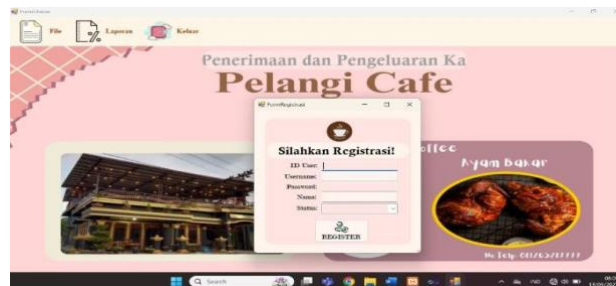 File Laporan Keluar
Penerimaan dan Pengeluaran Ka
Pelangi Cafe
FormRegistrasi
Silahkan Registrasi!
ID User:
Username:
Password:
Nama:
Status:
REGISTER
offee
Ayam Bakar
Search